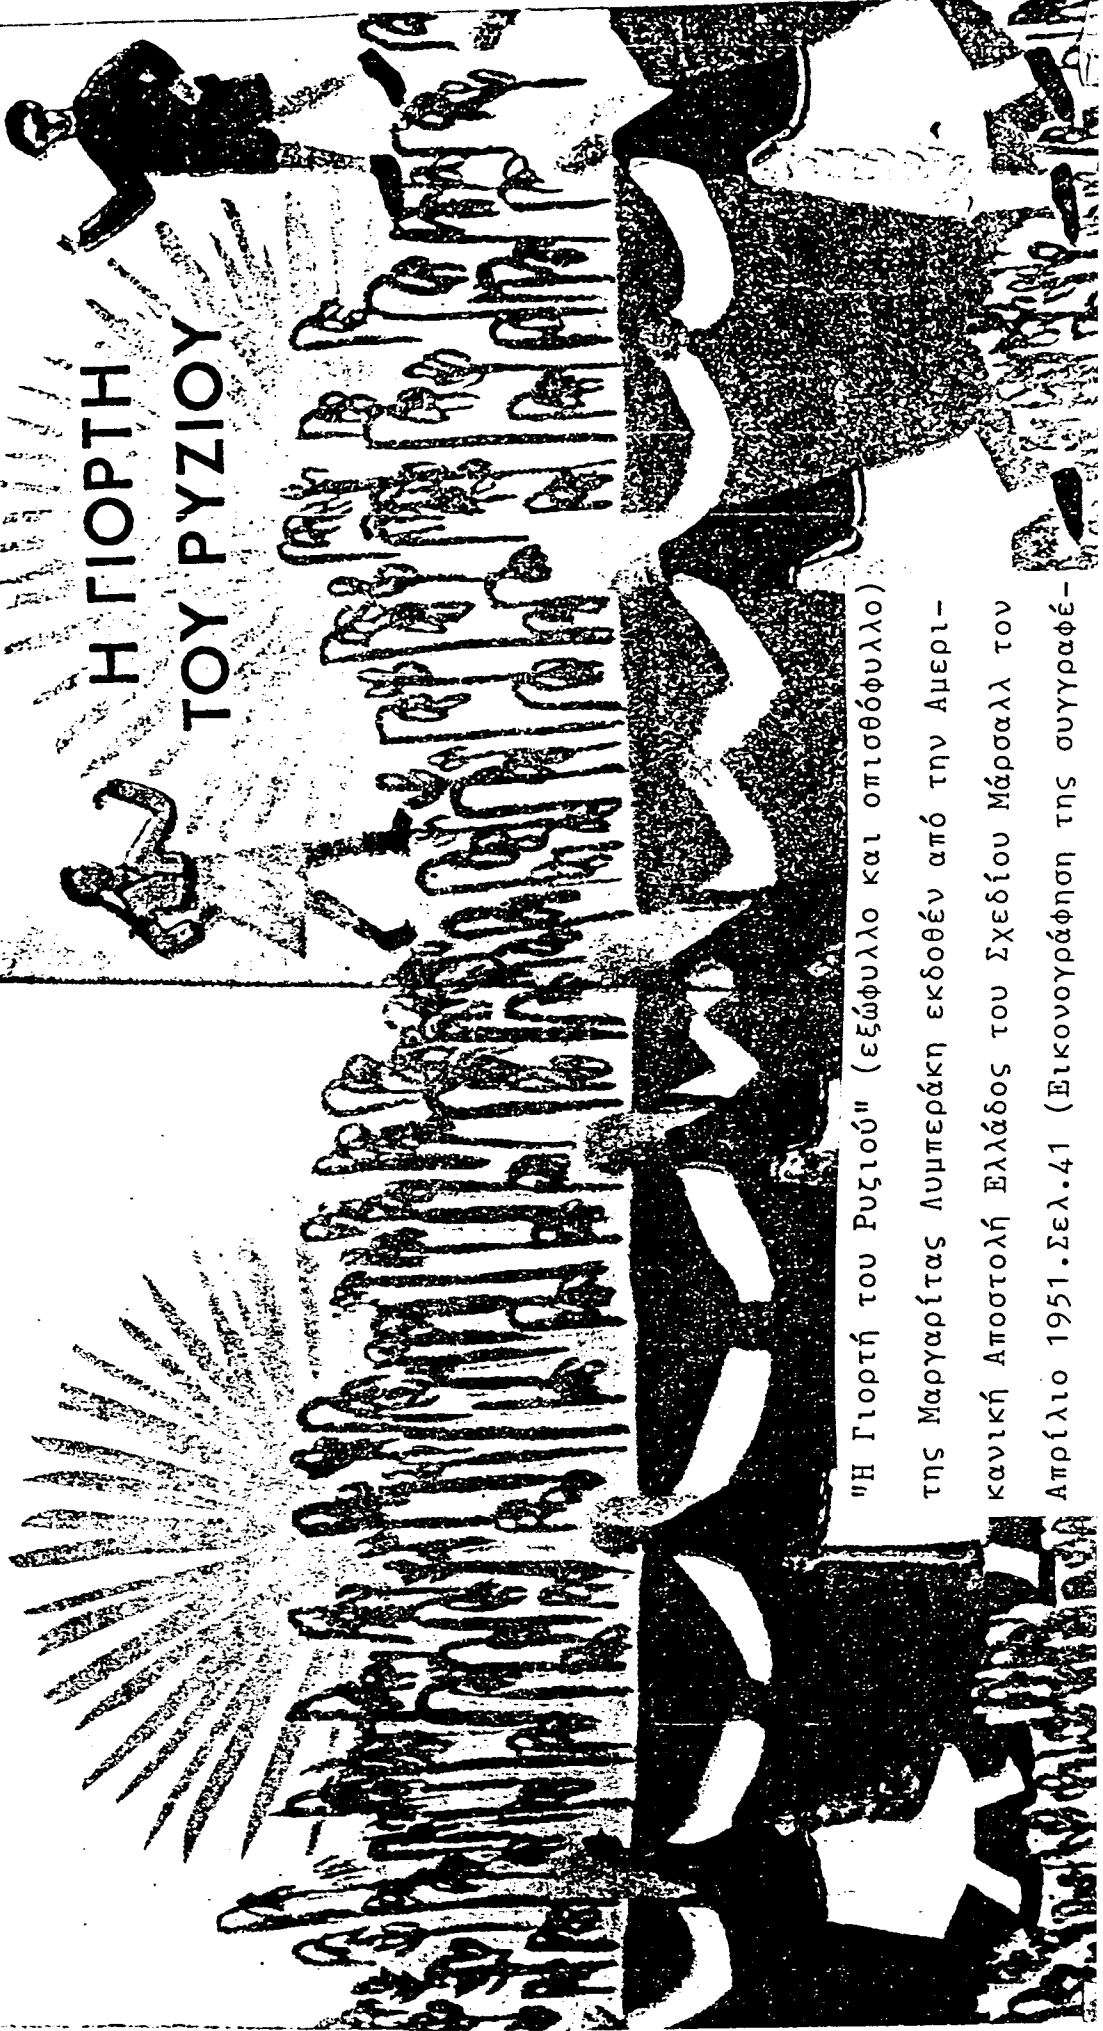 Η ΓΙΟΡΤΗ
ΤΟΥ ΡΥΖΙΟΥ
"Η Γιορτή του Ρυζιού" (εξώφυλλο και οπισθόφυλλο)
της Μαργαρίτας Λυμπεράκη εκδοθέν από την Αμερι-
κανική Αποστολή Ελλάδος του Σχεδίου Μάρσαλλ τον
Απρίλιο 1951.Σελ.41 (Εικονογράφηση της συγγραφέ-